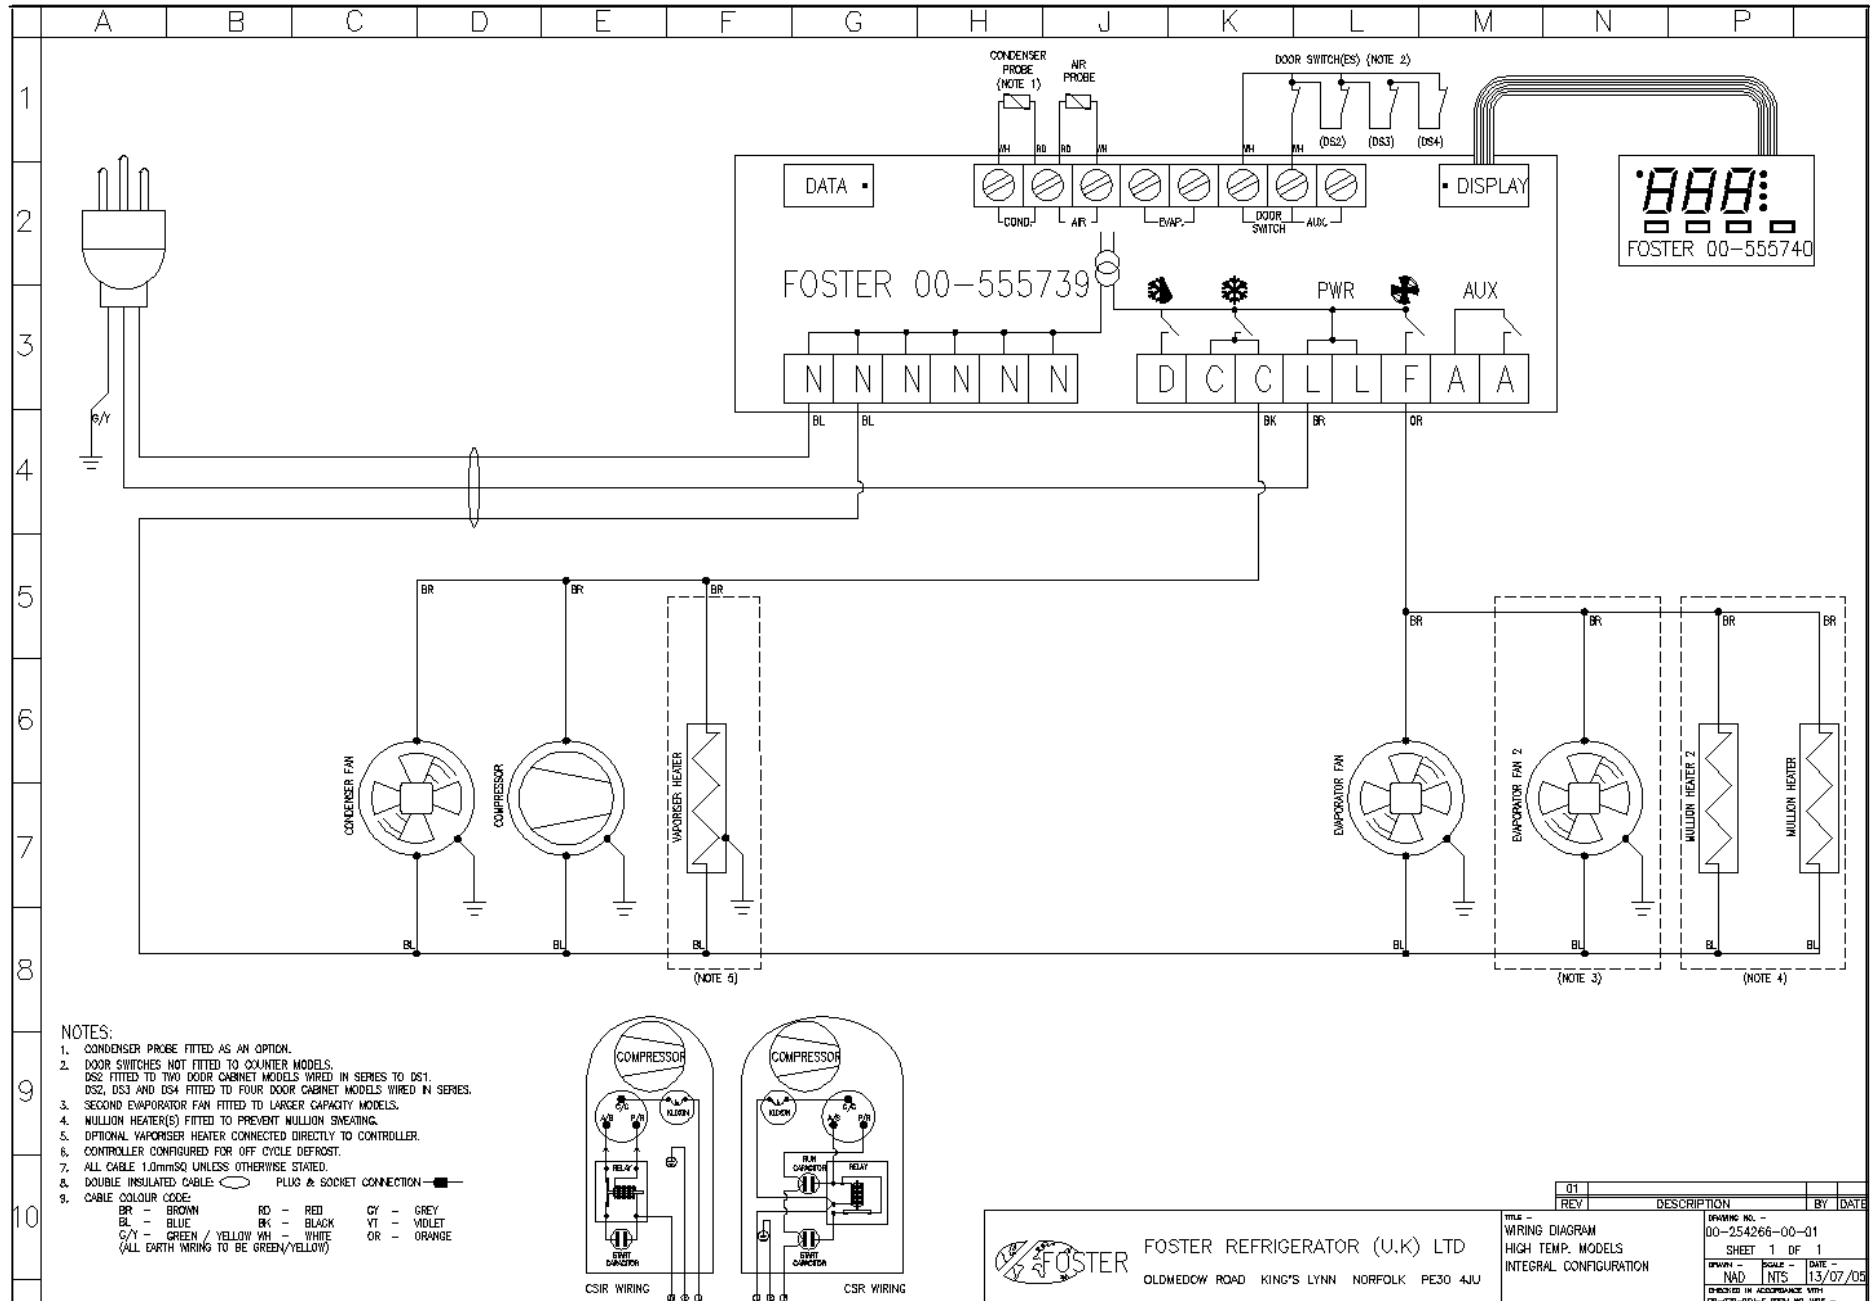 A B C D E F G H J K L M N P
1
2
3
4
5
6
7
8
9
10
CONDENSER
PROBE
(NOTE 1)
AIR
PROBE
DOOR SWITCH(ES) (NOTE 2)
(DS2) (DS3) (DS4)
WH RD RD WH WH WH
DATA
DISPLAY
COND. AIR EVAP. DOOR
SWITCH AUX.
FOSTER 00-555740
FOSTER 00-555739
PWR AUX
N N N N N N D C C L L F A A
BL BL BK BR OR
G/Y
BR BR BR BR BR BR BR
CONDENSER FAN
COMPRESSOR
VAPORISER HEATER
EVAPORATOR FAN
EVAPORATOR FAN 2
MULLION HEATER 2
MULLION HEATER
BL BL BL BL BL BL BL
(NOTE 5) (NOTE 3) (NOTE 4)
NOTES:
1. CONDENSER PROBE FITTED AS AN OPTION.
2. DOOR SWITCHES NOT FITTED TO COUNTER MODELS.
DS2 FITTED TO TWO DOOR CABINET MODELS WIRED IN SERIES TO DS1.
DS2, DS3 AND DS4 FITTED TO FOUR DOOR CABINET MODELS WIRED IN SERIES.
3. SECOND EVAPORATOR FAN FITTED TO LARGER CAPACITY MODELS.
4. MULLION HEATER(S) FITTED TO PREVENT MULLION SWEATING.
5. OPTIONAL VAPORISER HEATER CONNECTED DIRECTLY TO CONTROLLER.
6. CONTROLLER CONFIGURED FOR OFF CYCLE DEFROST.
7. ALL CABLE 1.0mmSQ UNLESS OTHERWISE STATED.
8. DOUBLE INSULATED CABLE: PLUG & SOCKET CONNECTION
9. CABLE COLOUR CODE:
BR - BROWN RD - RED GY - GREY
BL - BLUE BK - BLACK VT - VIOLET
G/Y - GREEN / YELLOW WH - WHITE OR - ORANGE
(ALL EARTH WIRING TO BE GREEN/YELLOW)
COMPRESSOR
C/C
A/S P/R
KLIXON
RELAY
START
CAPACITOR
CSIR WIRING
COMPRESSOR
KLIXON
C/C
A/S P/R
RUN
CAPACITOR
RELAY
START
CAPACITOR
CSR WIRING
FOSTER
FOSTER REFRIGERATOR (U.K) LTD
OLDMEDOW ROAD KING'S LYNN NORFOLK PE30 4JU
01
REV DESCRIPTION BY DATE
TITLE -
WIRING DIAGRAM
HIGH TEMP. MODELS
INTEGRAL CONFIGURATION
DRAWING NO. -
00-254266-00-01
SHEET 1 OF 1
DRAWN - SCALE - DATE -
NAD NTS 13/07/05
CHECKED IN ACCORDANCE WITH